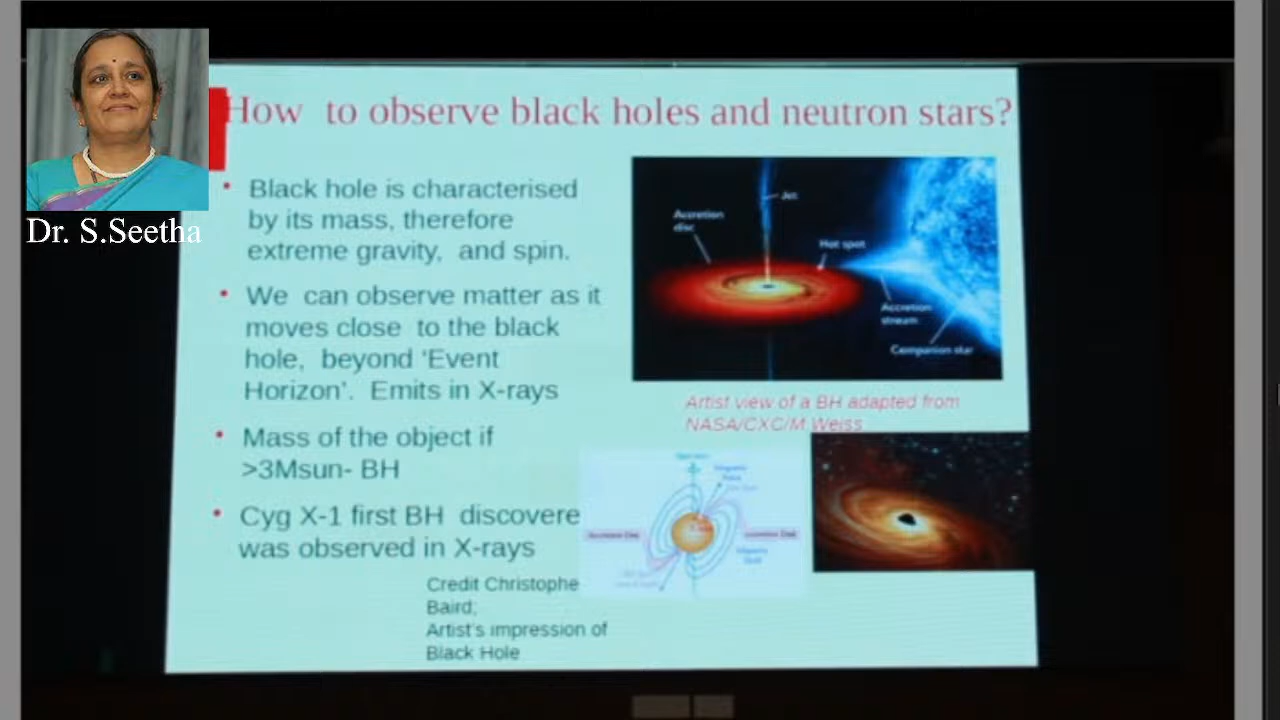 Dr. S.Seetha
How to observe black holes and neutron stars?
Black hole is characterised
by its mass, therefore
extreme gravity, and spin.
We can observe matter as it
moves close to the black
hole, beyond ‘Event
Horizon’. Emits in X-rays
Mass of the object if
>3Msun- BH
Cyg X-1 first BH discovere
was observed in X-rays
Credit Christophe
Baird;
Artist's impression of
Black Hole
Jet
Accretion
disc
Hot spot
Accretion
stream
Companion star
Artist view of a BH adapted from
NASA/CXC/M Weiss
Accretion Disk
Accretion Disk